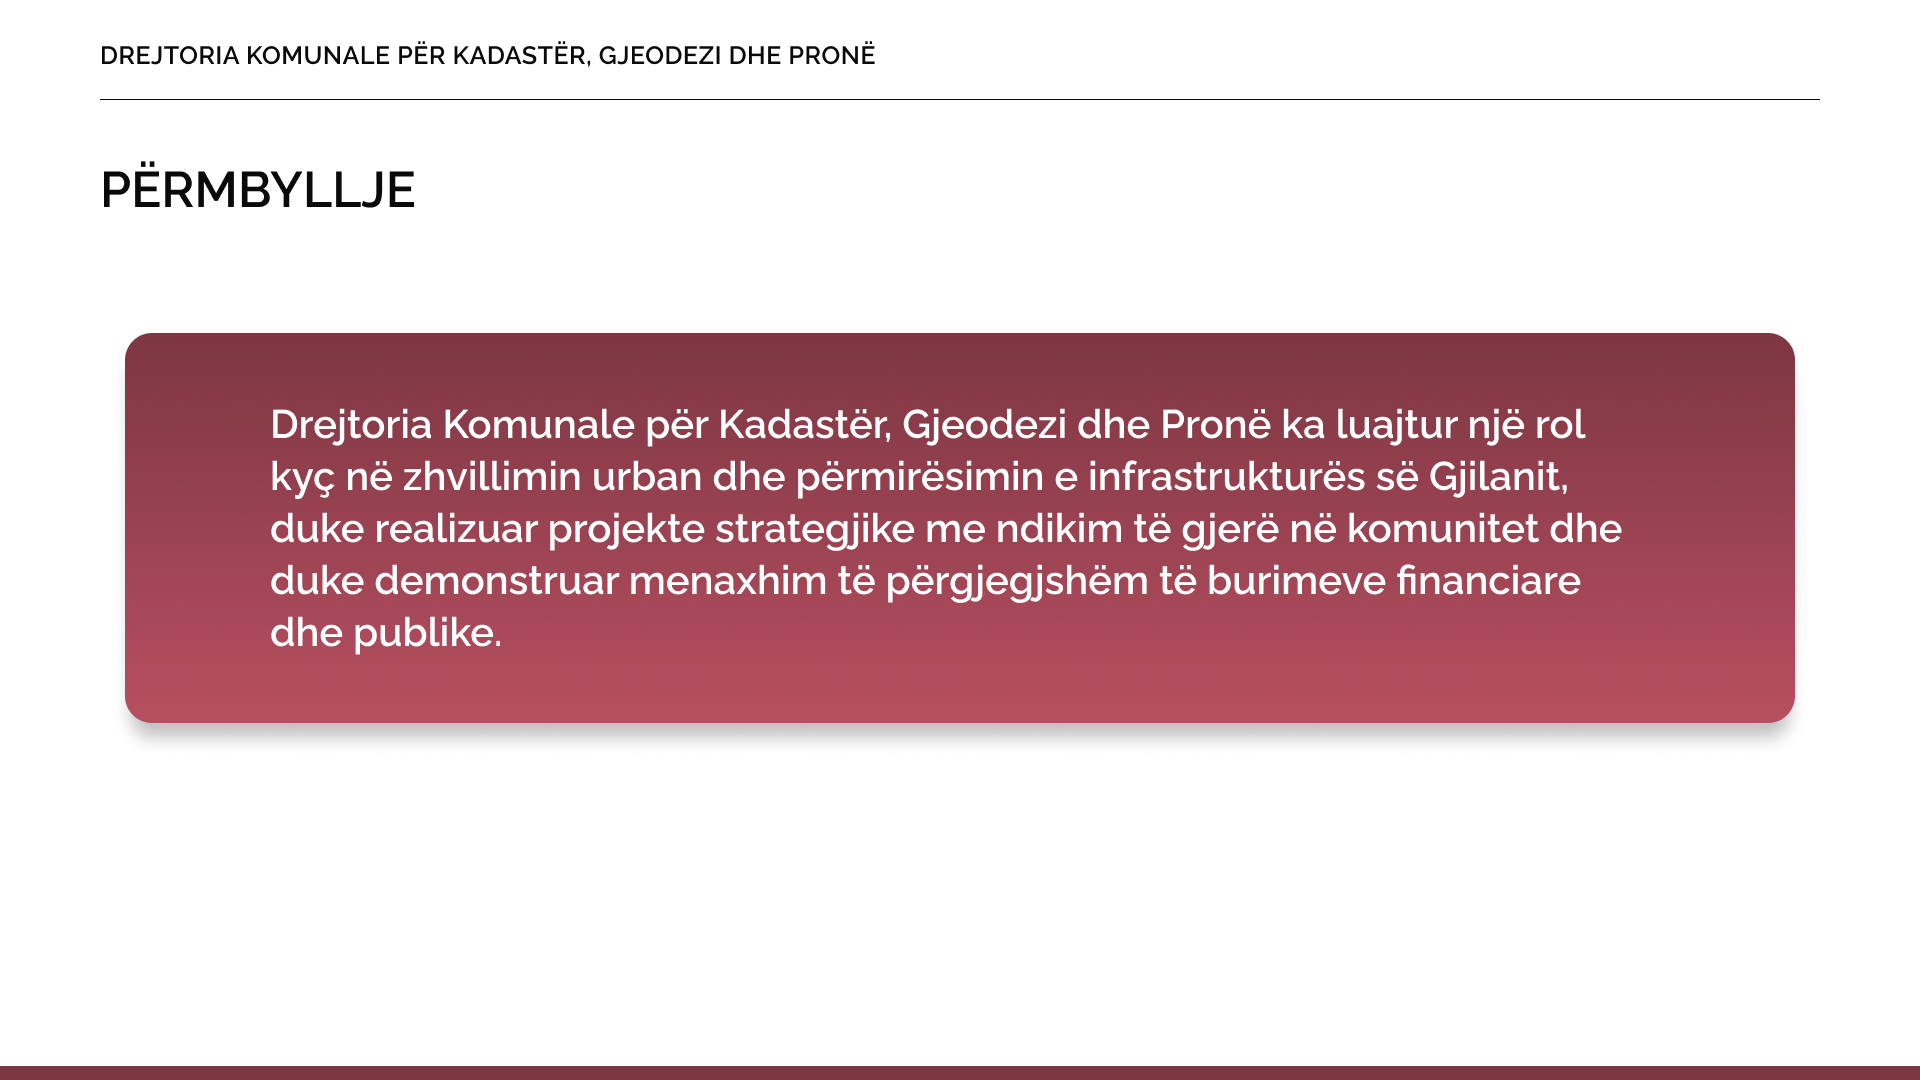 DREJTORIA KOMUNALE PËR KADASTËR, GJEODEZI DHE PRONË
PËRMBYLLJE
Drejtoria Komunale për Kadastër, Gjeodezi dhe Pronë ka luajtur një rol
kyç në zhvillimin urban dhe përmirësimin e infrastrukturës së Gjilanit,
duke realizuar projekte strategjike me ndikim të gjerë në komunitet dhe
duke demonstruar menaxhim të përgjegjshëm të burimeve financiare
dhe publike.